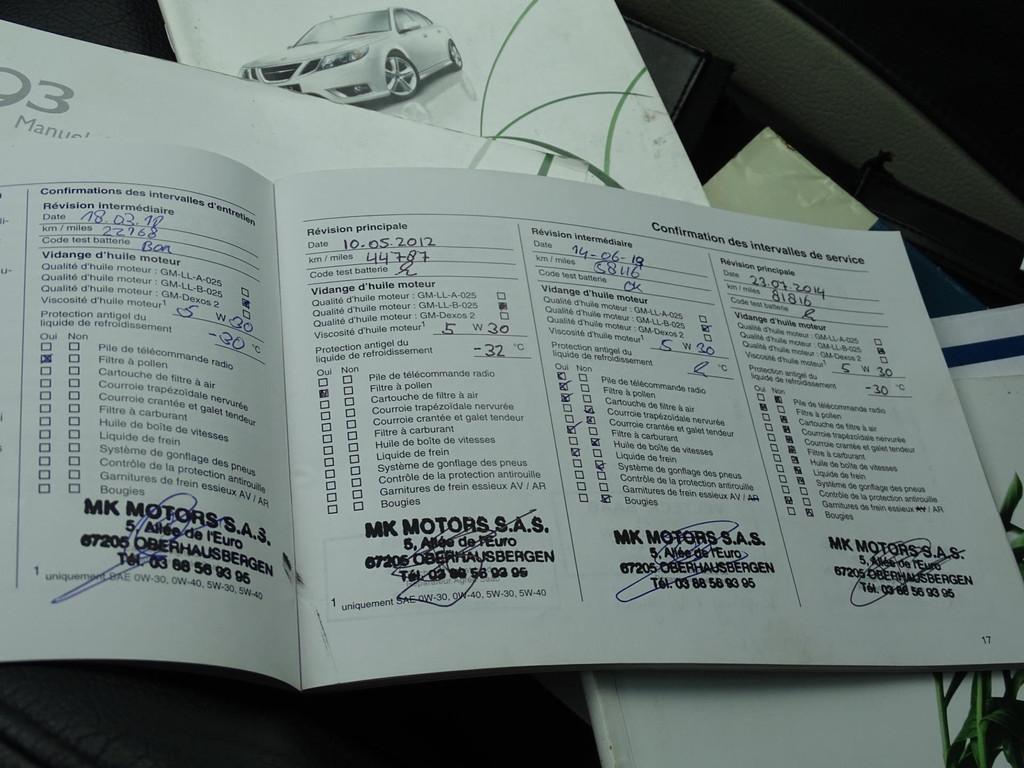 93
Manuel
Confirmations des intervalles d'entretien
Révision intermédiaire
Date 18.03.
km / miles 22768
Code test batterie Bon
Vidange d'huile moteur
Qualité d'huile moteur : GM-LL-A-025
Qualité d'huile moteur : GM-LL-B-025
Qualité d'huile moteur : GM-Dexos 2
Viscosité d'huile moteur¹ 5 W 30
Protection antigel du
liquide de refroidissement -30 °C
Oui Non
Pile de télécommande radio
Filtre à pollen
Cartouche de filtre à air
Courroie trapézoïdale nervurée
Courroie crantée et galet tendeur
Filtre à carburant
Huile de boîte de vitesses
Liquide de frein
Système de gonflage des pneus
Contrôle de la protection antirouille
Garnitures de frein essieux AV / AR
Bougies
MK MOTORS S.A.S.
5, Allée de l'Euro
67205 OBERHAUSBERGEN
Tél. 03 88 56 93 95
1 uniquement SAE 0W-30, 0W-40, 5W-30, 5W-40
Révision principale
Date 10-05.2012
km / miles 44787
Code test batterie
Vidange d'huile moteur
Qualité d'huile moteur : GM-LL-A-025
Qualité d'huile moteur : GM-LL-B-025
Qualité d'huile moteur : GM-Dexos 2
Viscosité d'huile moteur¹ 5 W 30
Protection antigel du
liquide de refroidissement -32 °C
Oui Non
Pile de télécommande radio
Filtre à pollen
Cartouche de filtre à air
Courroie trapézoïdale nervurée
Courroie crantée et galet tendeur
Filtre à carburant
Huile de boîte de vitesses
Liquide de frein
Système de gonflage des pneus
Contrôle de la protection antirouille
Garnitures de frein essieux AV / AR
Bougies
MK MOTORS S.A.S.
5, Allée de l'Euro
67205 OBERHAUSBERGEN
Tél. 03 88 56 93 95
1 uniquement SAE 0W-30, 0W-40, 5W-30, 5W-40
Confirmation des intervalles de service
Révision intermédiaire
Date 14-06-
km / miles 58116
Code test batterie OK
Vidange d'huile moteur
Qualité d'huile moteur : GM-LL-A-025
Qualité d'huile moteur : GM-LL-B-025
Qualité d'huile moteur : GM-Dexos 2
Viscosité d'huile moteur¹ 5 W 30
Protection antigel du
liquide de refroidissement °C
Oui Non
Pile de télécommande radio
Filtre à pollen
Cartouche de filtre à air
Courroie trapézoïdale nervurée
Courroie crantée et galet tendeur
Filtre à carburant
Huile de boîte de vitesses
Liquide de frein
Système de gonflage des pneus
Contrôle de la protection antirouille
Garnitures de frein essieux AV / AR
Bougies
MK MOTORS S.A.S.
5, Allée de l'Euro
67205 OBERHAUSBERGEN
Tél. 03 88 56 93 95
Révision principale
Date 23.07.2014
km / miles 81816
Code test batterie
Vidange d'huile moteur
Qualité d'huile moteur : GM-LL-A-025
Qualité d'huile moteur : GM-LL-B-025
Qualité d'huile moteur : GM-Dexos 2
Viscosité d'huile moteur¹ 5 W 30
Protection antigel du
liquide de refroidissement -30 °C
Oui Non
Pile de télécommande radio
Filtre à pollen
Cartouche de filtre à air
Courroie trapézoïdale nervurée
Courroie crantée et galet tendeur
Filtre à carburant
Huile de boîte de vitesses
Liquide de frein
Système de gonflage des pneus
Contrôle de la protection antirouille
Garnitures de frein essieux AV / AR
Bougies
MK MOTORS S.A.S.
5, Allée de l'Euro
67205 OBERHAUSBERGEN
Tél. 03 88 56 93 95
17